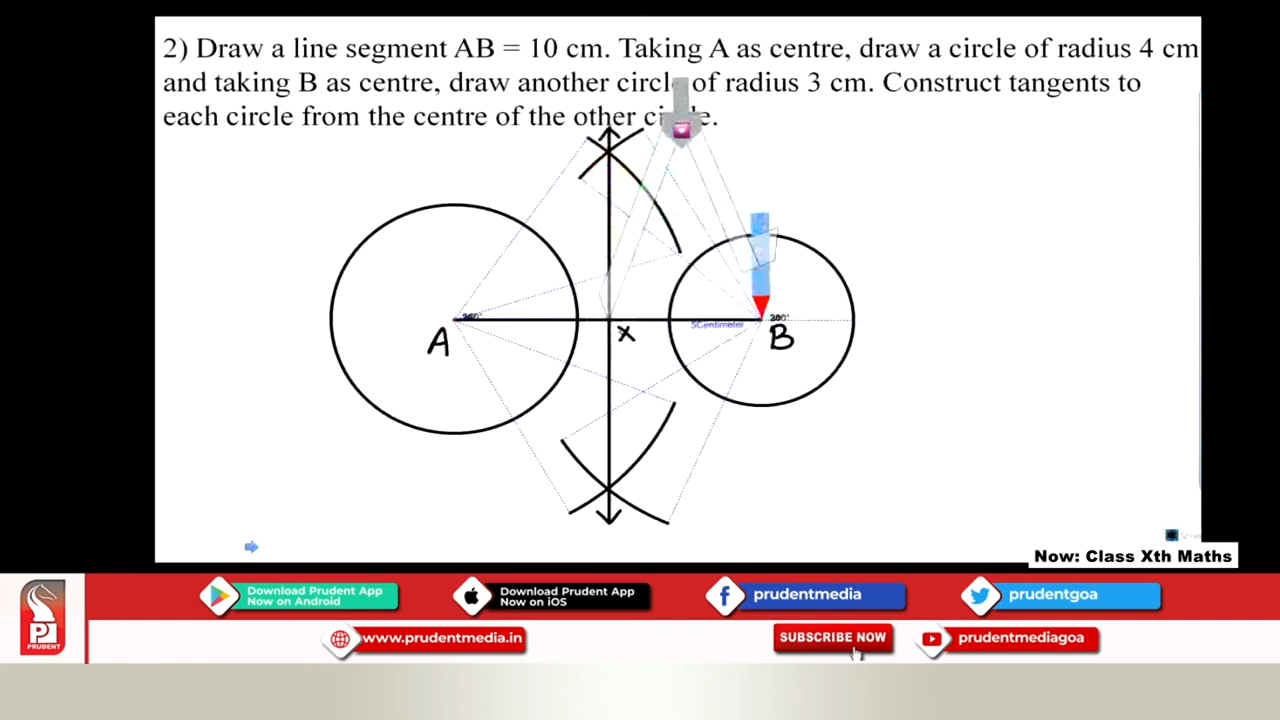 2) Draw a line segment AB = 10 cm. Taking A as centre, draw a circle of radius 4 cm
and taking B as centre, draw another circle of radius 3 cm. Construct tangents to
each circle from the centre of the other circle.
A
X
5Centimeter
B
Now: Class Xth Maths
Download Prudent App
Now on Android
Download Prudent App
Now on iOS
prudentmedia
prudentgoa
PRUDENT
www.prudentmedia.in
SUBSCRIBE NOW
prudentmediagoa